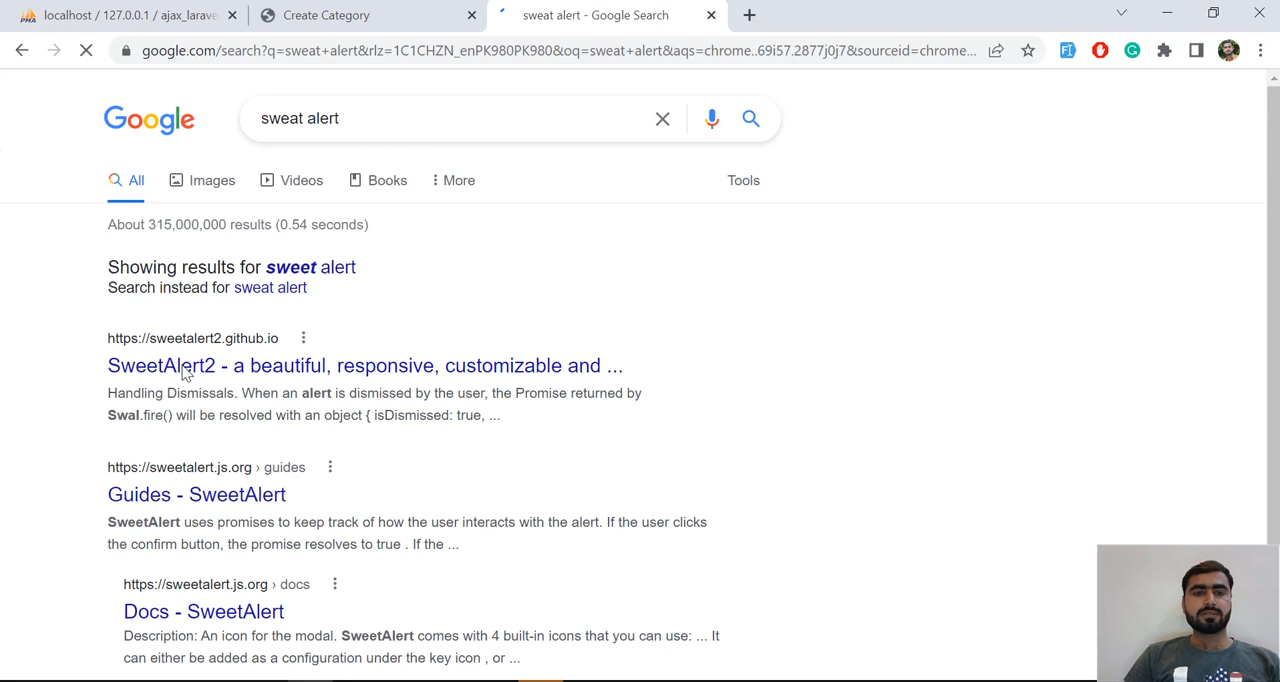 localhost / 127.0.0.1 / ajax_larave
Create Category
sweat alert - Google Search
google.com/search?q=sweat+alert&rlz=1C1CHZN_enPK980PK980&oq=sweat+alert&aqs=chrome..69i57.2877j0j7&sourceid=chrome...
Google
sweat alert
All
Images
Videos
Books
More
Tools
About 315,000,000 results (0.54 seconds)
Showing results for sweet alert
Search instead for sweat alert
https://sweetalert2.github.io
SweetAlert2 - a beautiful, responsive, customizable and ...
Handling Dismissals. When an alert is dismissed by the user, the Promise returned by
Swal.fire() will be resolved with an object { isDismissed: true, ...
https://sweetalert.js.org › guides
Guides - SweetAlert
SweetAlert uses promises to keep track of how the user interacts with the alert. If the user clicks
the confirm button, the promise resolves to true . If the ...
https://sweetalert.js.org › docs
Docs - SweetAlert
Description: An icon for the modal. SweetAlert comes with 4 built-in icons that you can use: ... It
can either be added as a configuration under the key icon , or ...